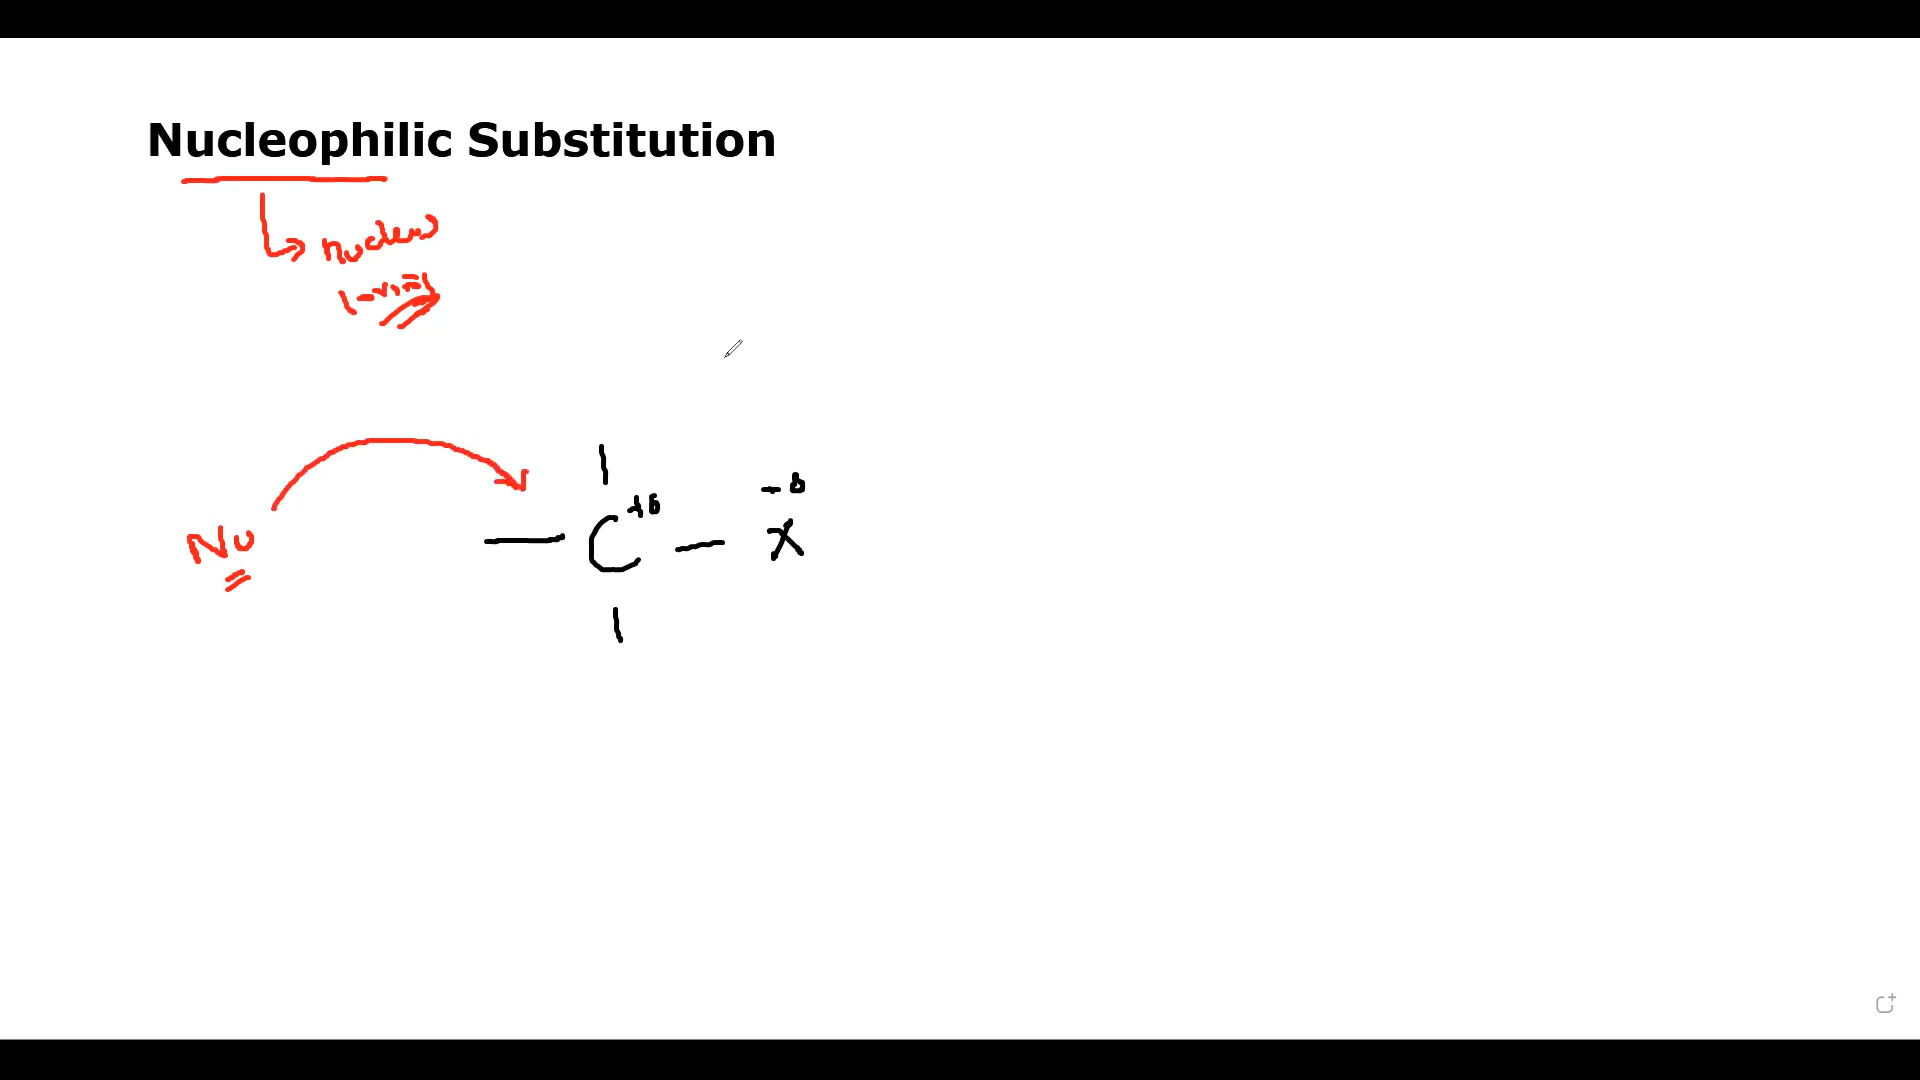 Nucleophilic Substitution
nucleus
Nu
C +δ
X -δ